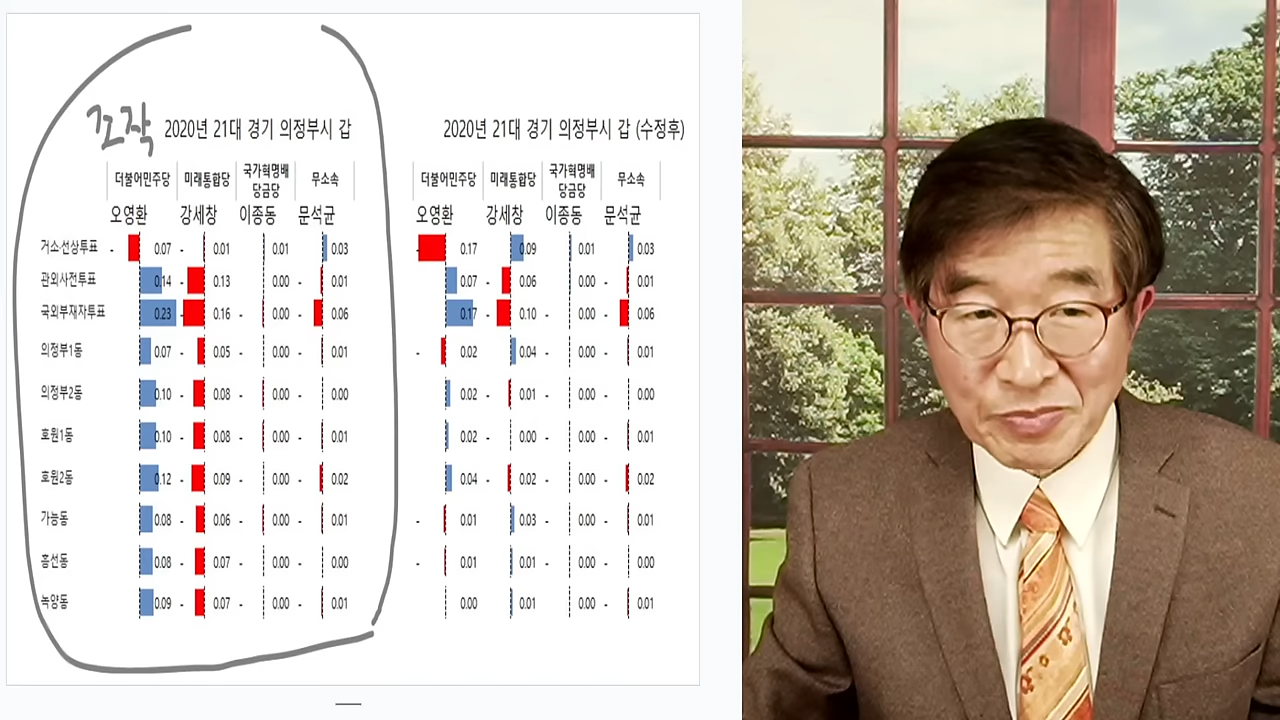 조작
2020년 21대 경기 의정부시 갑
더불어민주당 미래통합당 국가혁명배당금당 무소속
오영환 강세창 이종동 문석균
거소·선상투표 - 0.07 - 0.01 0.01 0.03
관외사전투표 0.14 - 0.13 - 0.00 - 0.01
국외부재자투표 0.23 - 0.16 - 0.00 - 0.06
의정부1동 0.07 - 0.05 - 0.00 - 0.01
의정부2동 0.10 - 0.08 - 0.00 - 0.00
호원1동 0.10 - 0.08 - 0.00 - 0.01
호원2동 0.12 - 0.09 - 0.00 - 0.02
가능동 0.08 - 0.06 - 0.00 - 0.01
흥선동 0.08 - 0.07 - 0.00 - 0.00
녹양동 0.09 - 0.07 - 0.00 - 0.01
2020년 21대 경기 의정부시 갑 (수정후)
더불어민주당 미래통합당 국가혁명배당금당 무소속
오영환 강세창 이종동 문석균
- 0.17 0.09 0.01 0.03
0.07 - 0.06 - 0.00 - 0.01
0.17 - 0.10 - 0.00 - 0.06
- 0.02 0.04 - 0.00 - 0.01
0.02 - 0.01 - 0.00 - 0.00
0.02 - 0.00 - 0.00 - 0.01
0.04 - 0.02 - 0.00 - 0.02
- 0.01 0.03 - 0.00 - 0.01
- 0.01 0.01 - 0.00 - 0.00
0.00 0.01 - 0.00 - 0.01